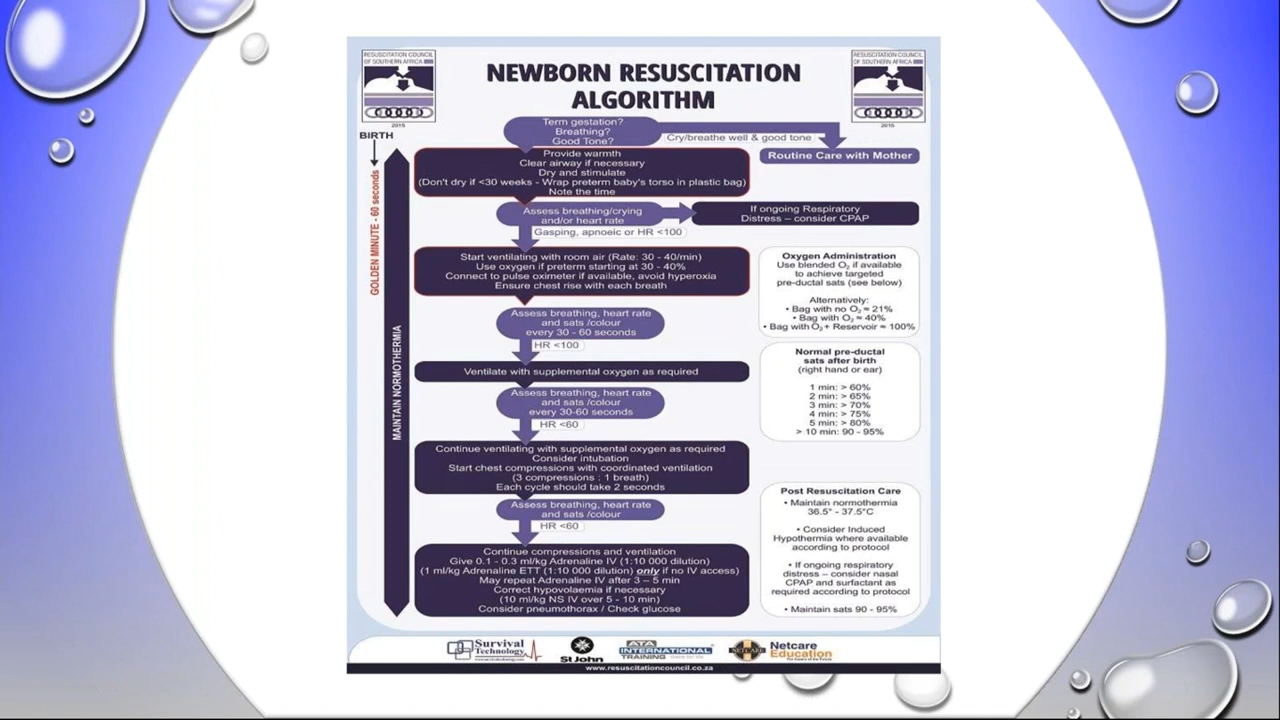 RESUSCITATION COUNCIL
OF SOUTHERN AFRICA
2015
NEWBORN RESUSCITATION
ALGORITHM
RESUSCITATION COUNCIL
OF SOUTHERN AFRICA
2015
BIRTH
GOLDEN MINUTE - 60 seconds
MAINTAIN NORMOTHERMIA
Term gestation?
Breathing?
Good Tone?
Cry/breathe well & good tone
Routine Care with Mother
Provide warmth
Clear airway if necessary
Dry and stimulate
(Don't dry if <30 weeks - Wrap preterm baby's torso in plastic bag)
Note the time
Assess breathing/crying
and/or heart rate
If ongoing Respiratory
Distress – consider CPAP
Gasping, apnoeic or HR <100
Start ventilating with room air (Rate: 30 - 40/min)
Use oxygen if preterm starting at 30 - 40%
Connect to pulse oximeter if available, avoid hyperoxia
Ensure chest rise with each breath
Assess breathing, heart rate
and sats /colour
every 30 - 60 seconds
HR <100
Ventilate with supplemental oxygen as required
Assess breathing, heart rate
and sats /colour
every 30-60 seconds
HR <60
Continue ventilating with supplemental oxygen as required
Consider intubation
Start chest compressions with coordinated ventilation
(3 compressions : 1 breath)
Each cycle should take 2 seconds
Assess breathing, heart rate
and sats /colour
HR <60
Continue compressions and ventilation
Give 0.1 - 0.3 ml/kg Adrenaline IV (1:10 000 dilution)
(1 ml/kg Adrenaline ETT (1:10 000 dilution) only if no IV access)
May repeat Adrenaline IV after 3 – 5 min
Correct hypovolaemia if necessary
(10 ml/kg NS IV over 5 - 10 min)
Consider pneumothorax / Check glucose
Oxygen Administration
Use blended O₂ if available
to achieve targeted
pre-ductal sats (see below)
Alternatively:
• Bag with no O₂ ≈ 21%
• Bag with O₂ ≈ 40%
• Bag with O₂ + Reservoir ≈ 100%
Normal pre-ductal
sats after birth
(right hand or ear)
1 min: > 60%
2 min: > 65%
3 min: > 70%
4 min: > 75%
5 min: > 80%
> 10 min: 90 - 95%
Post Resuscitation Care
• Maintain normothermia
36.5° - 37.5°C
• Consider Induced
Hypothermia where available
according to protocol
• If ongoing respiratory
distress – consider nasal
CPAP and surfactant as
required according to protocol
• Maintain sats 90 - 95%
Survival
Technology
St John
ATA
INTERNATIONAL
TRAINING
NETCARE
Netcare
Education
www.resuscitationcouncil.co.za